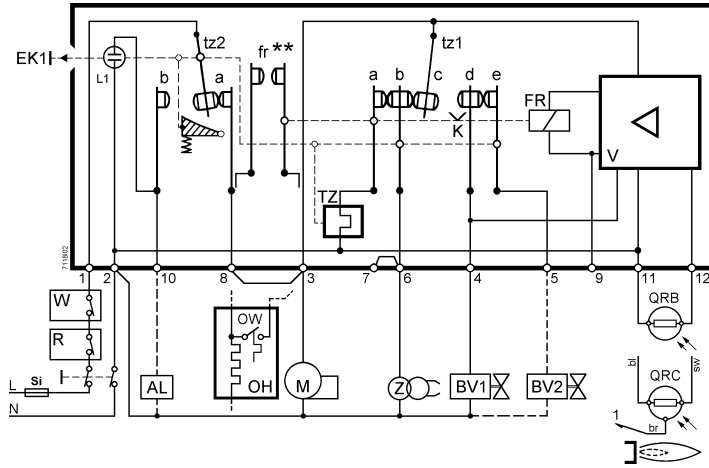 tz2
fr **
tz1
EK1
L1
b a
a b c d e
FR
K
V
TZ
711B02
1 2 10 8 3 7 6 4 5 9 11 12
W
R
OW
OH
QRB
L Si
N
AL
M
Z
BV1
BV2
bl
sw
QRC
1
br